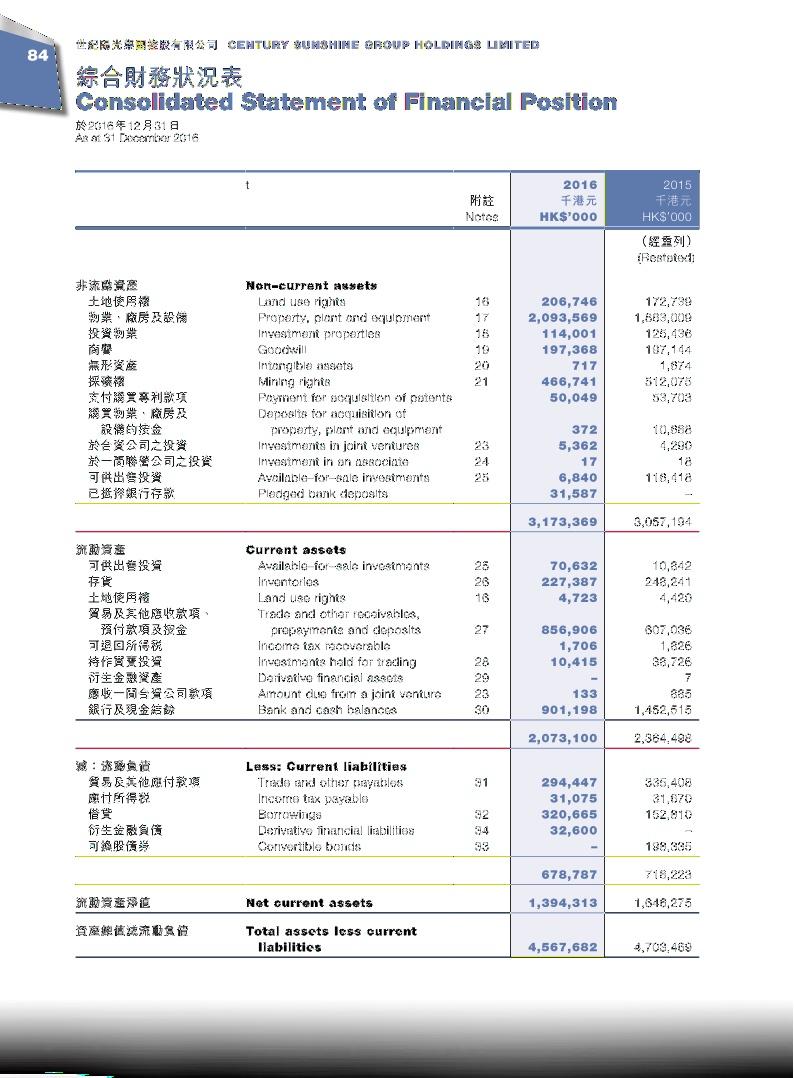 84
世紀陽光集團控股有限公司 CENTURY SUNSHINE GROUP HOLDINGS LIMITED
綜合財務狀況表
Consolidated Statement of Financial Position
於2016年12月31日
As at 31 December 2016
t 2016 2015
附註 千港元 千港元
Notes HK$'000 HK$'000
（經重列）
(Restated)
非流動資產 Non-current assets
土地使用權 Land use rights 16 206,746 172,739
物業、廠房及設備 Property, plant and equipment 17 2,093,569 1,863,009
投資物業 Investment properties 18 114,001 125,436
商譽 Goodwill 19 197,368 197,144
無形資產 Intangible assets 20 717 1,674
採礦權 Mining rights 21 466,741 512,075
支付購買專利款項 Payment for acquisition of patents 50,049 53,703
購買物業、廠房及 Deposits for acquisition of
設備的按金 property, plant and equipment 372 10,688
於合資公司之投資 Investments in joint ventures 23 5,362 4,290
於一間聯營公司之投資 Investment in an associate 24 17 18
可供出售投資 Available-for-sale investments 25 6,840 116,418
已抵押銀行存款 Pledged bank deposits 31,587 –
3,173,369 3,057,194
流動資產 Current assets
可供出售投資 Available-for-sale investments 25 70,632 10,842
存貨 Inventories 26 227,387 248,241
土地使用權 Land use rights 16 4,723 4,420
貿易及其他應收款項、 Trade and other receivables,
預付款項及按金 prepayments and deposits 27 856,906 607,036
可退回所得税 Income tax recoverable 1,706 1,826
持作買賣投資 Investments held for trading 28 10,415 38,726
衍生金融資產 Derivative financial assets 29 – 7
應收一間合資公司款項 Amount due from a joint venture 23 133 885
銀行及現金結餘 Bank and cash balances 30 901,198 1,452,515
2,073,100 2,364,498
減：流動負債 Less: Current liabilities
貿易及其他應付款項 Trade and other payables 31 294,447 335,408
應付所得税 Income tax payable 31,075 31,670
借貸 Borrowings 32 320,665 152,810
衍生金融負債 Derivative financial liabilities 34 32,600 –
可換股債券 Convertible bonds 33 – 198,335
678,787 718,223
流動資產淨值 Net current assets 1,394,313 1,646,275
資產總值減流動負債 Total assets less current
liabilities 4,567,682 4,703,469